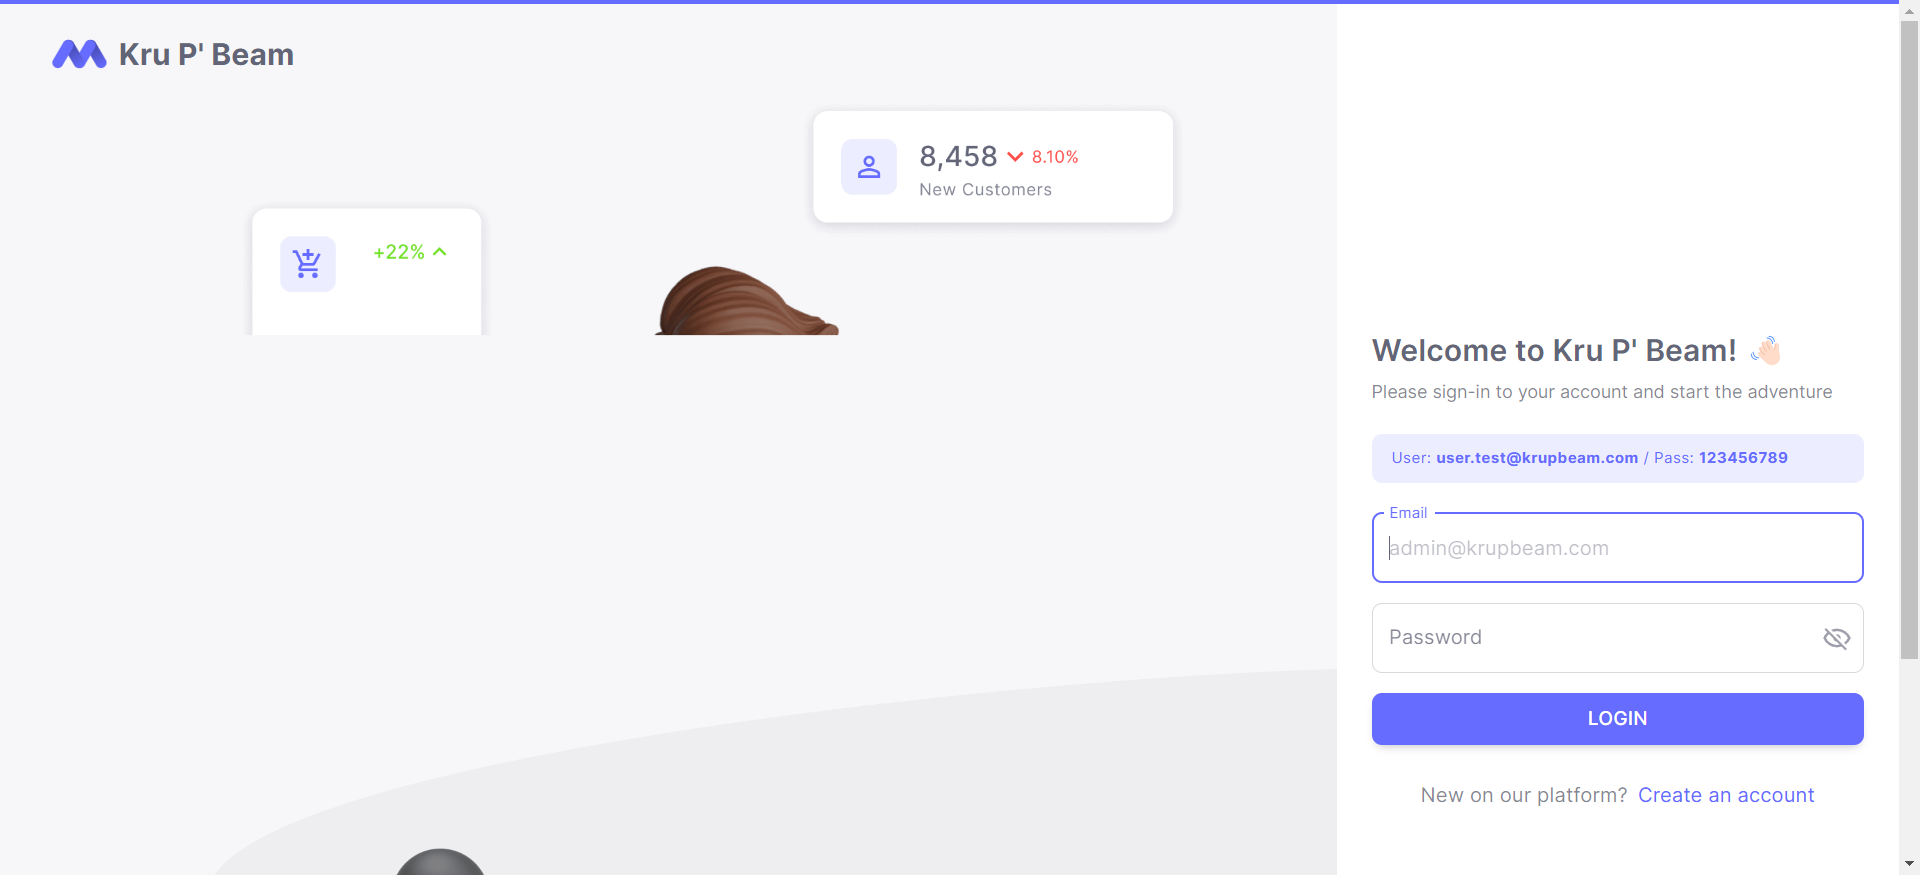 Kru P' Beam
8,458 8.10%
New Customers
+22%
Welcome to Kru P' Beam! 👋🏻
Please sign-in to your account and start the adventure
User: user.test@krupbeam.com / Pass: 123456789
Email
admin@krupbeam.com
Password
LOGIN
New on our platform? Create an account